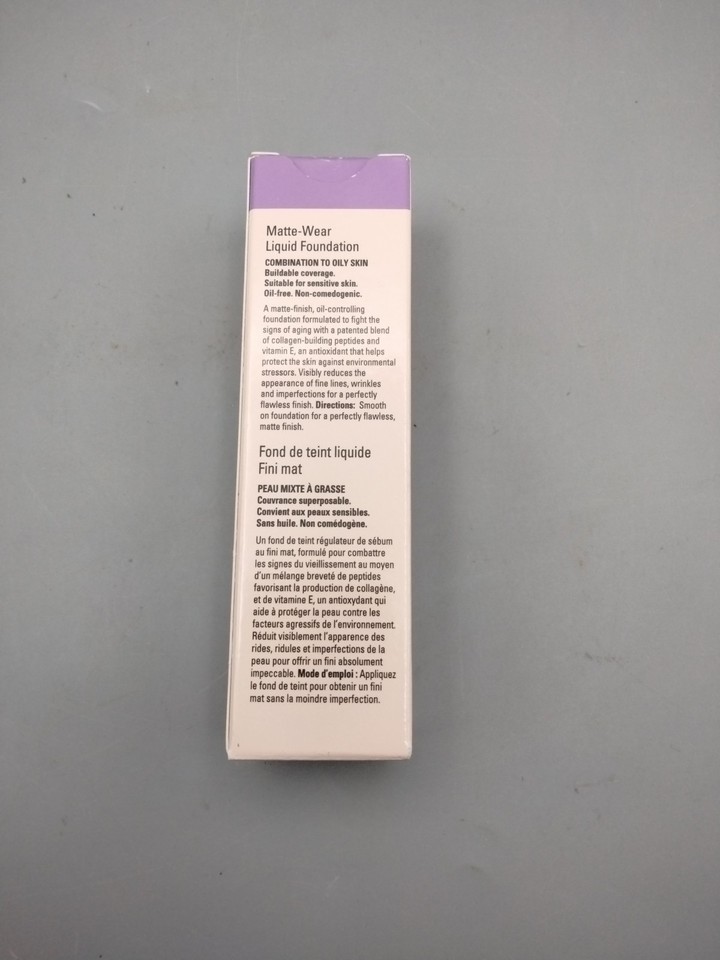 Matte-Wear
Liquid Foundation
COMBINATION TO OILY SKIN
Buildable coverage.
Suitable for sensitive skin.
Oil-free. Non-comedogenic.
A matte-finish, oil-controlling
foundation formulated to fight the
signs of aging with a patented blend
of collagen-building peptides and
vitamin E, an antioxidant that helps
protect the skin against environmental
stressors. Visibly reduces the
appearance of fine lines, wrinkles
and imperfections for a perfectly
flawless finish. Directions: Smooth
on foundation for a perfectly flawless,
matte finish.
Fond de teint liquide
Fini mat
PEAU MIXTE À GRASSE
Couvrance superposable.
Convient aux peaux sensibles.
Sans huile. Non comédogène.
Un fond de teint régulateur de sébum
au fini mat, formulé pour combattre
les signes du vieillissement au moyen
d'un mélange breveté de peptides
favorisant la production de collagène,
et de vitamine E, un antioxydant qui
aide à protéger la peau contre les
facteurs agressifs de l'environnement.
Réduit visiblement l'apparence des
rides, ridules et imperfections de la
peau pour offrir un fini absolument
impeccable. Mode d'emploi : Appliquez
le fond de teint pour obtenir un fini
mat sans la moindre imperfection.